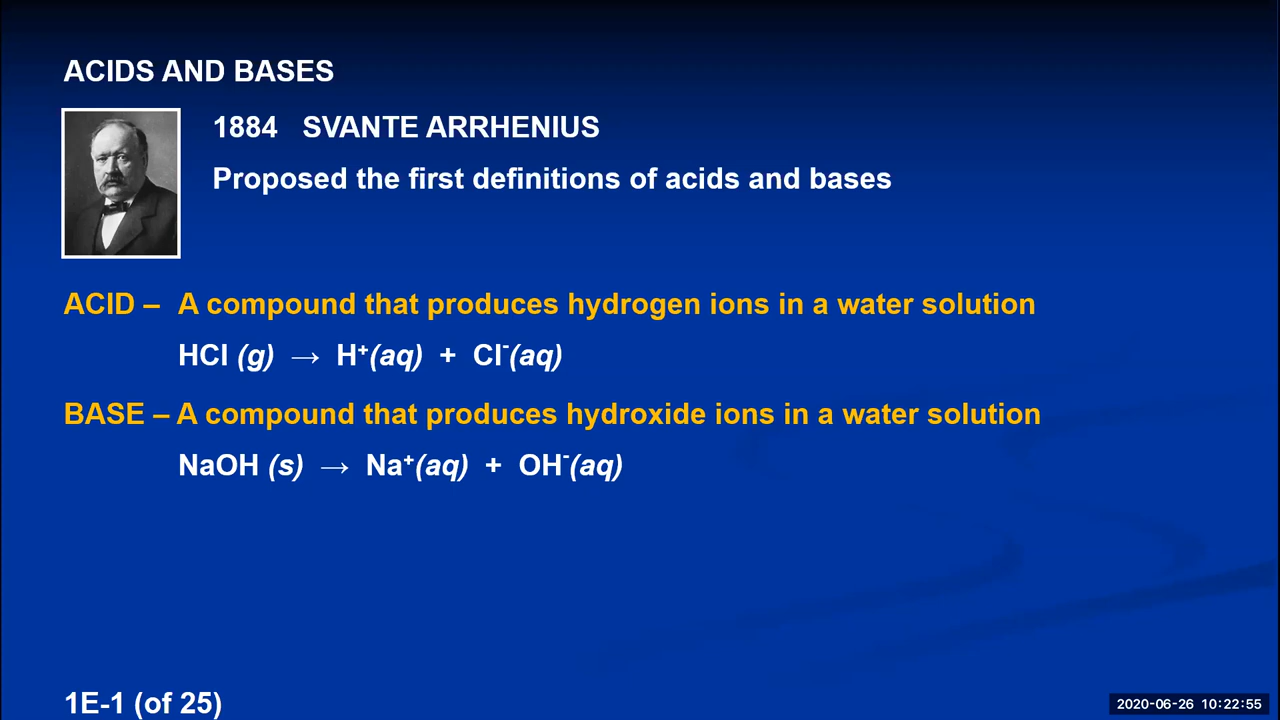 ACIDS AND BASES
1884 SVANTE ARRHENIUS
Proposed the first definitions of acids and bases
ACID – A compound that produces hydrogen ions in a water solution
HCl (g) → H⁺(aq) + Cl⁻(aq)
BASE – A compound that produces hydroxide ions in a water solution
NaOH (s) → Na⁺(aq) + OH⁻(aq)
1E-1 (of 25)
2020-06-26 10:22:55